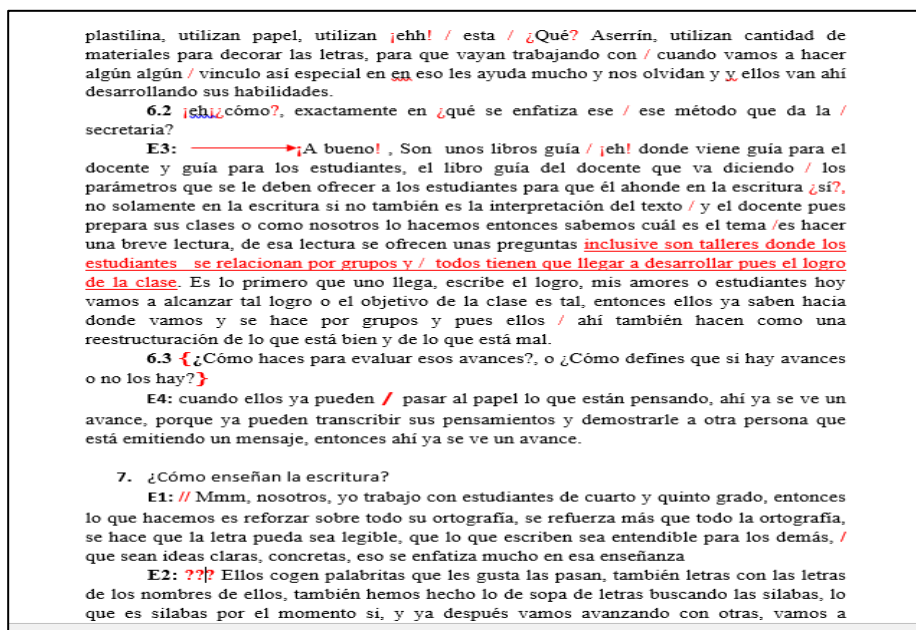 plastilina, utilizan papel, utilizan ¡ehh! / esta / ¿Qué? Aserrín, utilizan cantidad de
materiales para decorar las letras, para que vayan trabajando con / cuando vamos a hacer
algún algún / vinculo así especial en en eso les ayuda mucho y nos olvidan y y ellos van ahí
desarrollando sus habilidades.
6.2 ¡eh¡¿cómo?, exactamente en ¿qué se enfatiza ese / ese método que da la /
secretaria?
E3: ¡A bueno! , Son unos libros guía / ¡eh! donde viene guía para el
docente y guía para los estudiantes, el libro guía del docente que va diciendo / los
parámetros que se le deben ofrecer a los estudiantes para que él ahonde en la escritura ¿sí?,
no solamente en la escritura si no también es la interpretación del texto / y el docente pues
prepara sus clases o como nosotros lo hacemos entonces sabemos cuál es el tema /es hacer
una breve lectura, de esa lectura se ofrecen unas preguntas inclusive son talleres donde los
estudiantes se relacionan por grupos y / todos tienen que llegar a desarrollar pues el logro
de la clase. Es lo primero que uno llega, escribe el logro, mis amores o estudiantes hoy
vamos a alcanzar tal logro o el objetivo de la clase es tal, entonces ellos ya saben hacia
donde vamos y se hace por grupos y pues ellos / ahí también hacen como una
reestructuración de lo que está bien y de lo que está mal.
6.3 {¿Cómo haces para evaluar esos avances?, o ¿Cómo defines que si hay avances
o no los hay?}
E4: cuando ellos ya pueden / pasar al papel lo que están pensando, ahí ya se ve un
avance, porque ya pueden transcribir sus pensamientos y demostrarle a otra persona que
está emitiendo un mensaje, entonces ahí ya se ve un avance.
7. ¿Cómo enseñan la escritura?
E1: // Mmm, nosotros, yo trabajo con estudiantes de cuarto y quinto grado, entonces
lo que hacemos es reforzar sobre todo su ortografía, se refuerza más que todo la ortografía,
se hace que la letra pueda sea legible, que lo que escriben sea entendible para los demás, /
que sean ideas claras, concretas, eso se enfatiza mucho en esa enseñanza
E2: ??? Ellos cogen palabritas que les gusta las pasan, también letras con las letras
de los nombres de ellos, también hemos hecho lo de sopa de letras buscando las silabas, lo
que es silabas por el momento si, y ya después vamos avanzando con otras, vamos a